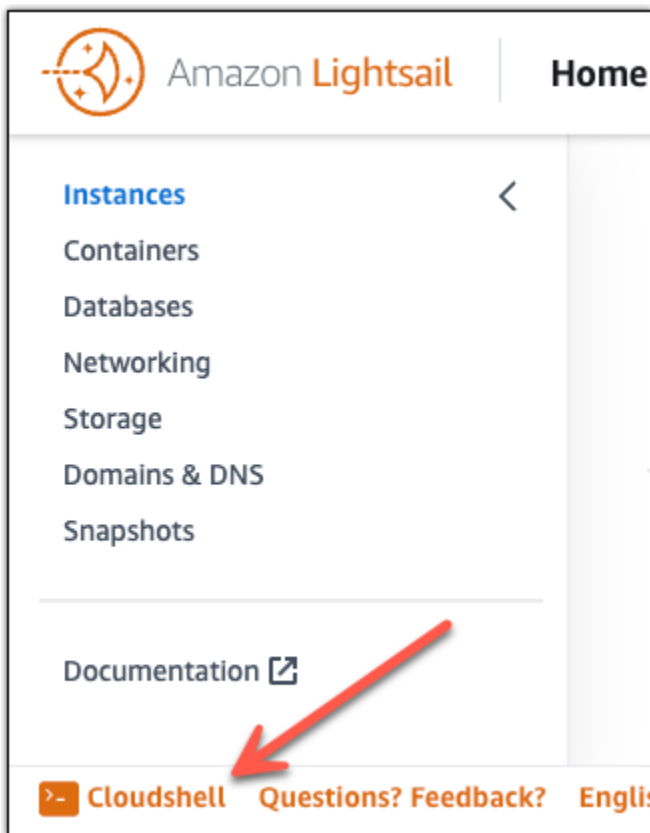 Amazon Lightsail Home
Instances
Containers
Databases
Networking
Storage
Domains & DNS
Snapshots
Documentation
Cloudshell Questions? Feedback?